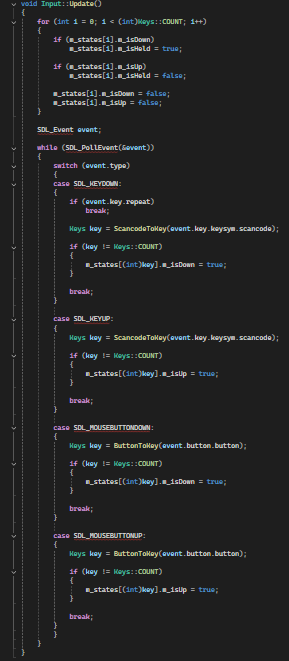 void Input::Update()
{
for (int i = 0; i < (int)Keys::COUNT; i++)
{
if (m_states[i].m_isDown)
m_states[i].m_isHeld = true;
if (m_states[i].m_isUp)
m_states[i].m_isHeld = false;
m_states[i].m_isDown = false;
m_states[i].m_isUp = false;
}
SDL_Event event;
while (SDL_PollEvent(&event))
{
switch (event.type)
{
case SDL_KEYDOWN:
{
if (event.key.repeat)
break;
Keys key = ScancodeToKey(event.key.keysym.scancode);
if (key != Keys::COUNT)
{
m_states[(int)key].m_isDown = true;
}
break;
}
case SDL_KEYUP:
{
Keys key = ScancodeToKey(event.key.keysym.scancode);
if (key != Keys::COUNT)
{
m_states[(int)key].m_isUp = true;
}
break;
}
case SDL_MOUSEBUTTONDOWN:
{
Keys key = ButtonToKey(event.button.button);
if (key != Keys::COUNT)
{
m_states[(int)key].m_isDown = true;
}
break;
}
case SDL_MOUSEBUTTONUP:
{
Keys key = ButtonToKey(event.button.button);
if (key != Keys::COUNT)
{
m_states[(int)key].m_isUp = true;
}
break;
}
}
}
}